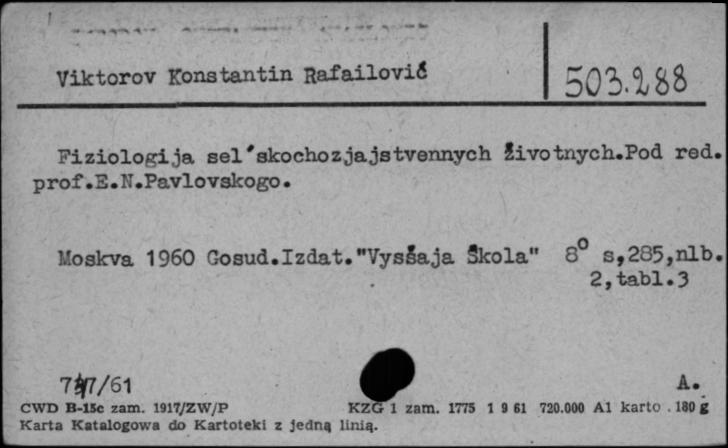 Viktorov Konstantin Rafailovič
503.288
Fiziologija sel'skochozjajstvennych životnych.Pod red.
prof.E.N.Pavlovskogo.
Moskva 1960 Gosud.Izdat."Vysšaja Škola" 8° s,285,nlb.
2,tabl.3
/61
A.
CWD B-15c zam. 1917/ZW/P KZG 1 zam. 1775 1 9 61 720.000 A1 karto . 180 g
Karta Katalogowa do Kartoteki z jedną linią.